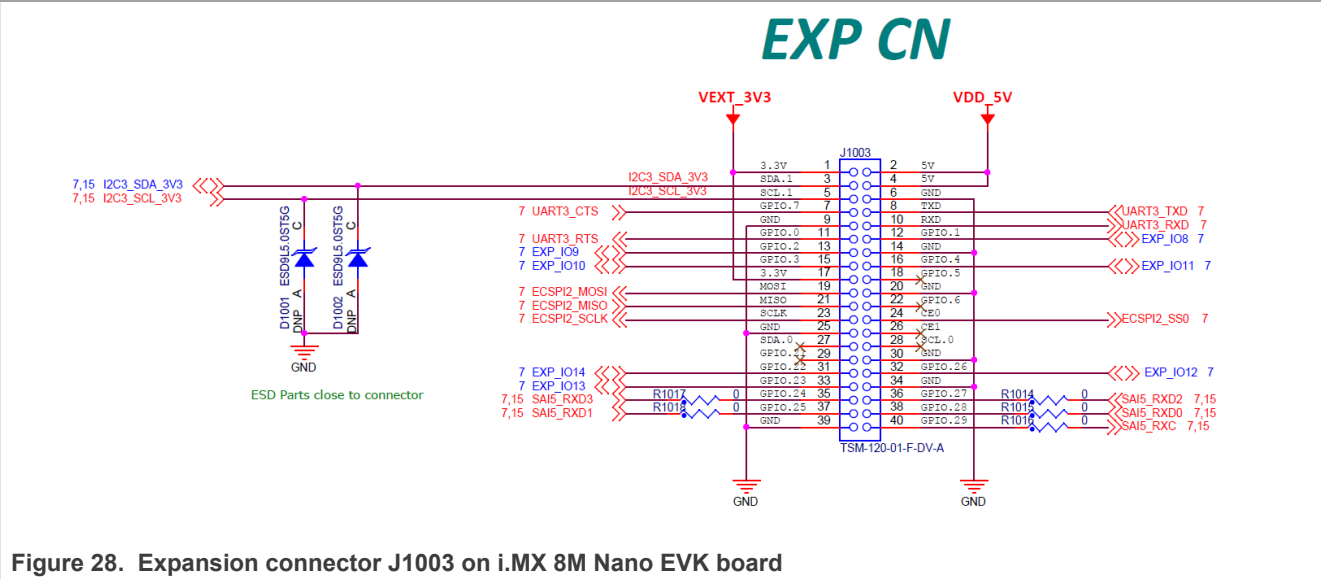 EXP CN
VEXT_3V3 VDD_5V
J1003
3.3V 1 2 5V
7,15 I2C3_SDA_3V3 I2C3_SDA_3V3 SDA.1 3 4 5V
7,15 I2C3_SCL_3V3 I2C3_SCL_3V3 SCL.1 5 6 GND
7 UART3_CTS GPIO.7 7 8 TXD UART3_TXD 7
GND 9 10 RXD UART3_RXD 7
7 UART3_RTS GPIO.0 11 12 GPIO.1 EXP_IO8 7
7 EXP_IO9 GPIO.2 13 14 GND
7 EXP_IO10 GPIO.3 15 16 GPIO.4 EXP_IO11 7
3.3V 17 18 GPIO.5
7 ECSPI2_MOSI MOSI 19 20 GND
7 ECSPI2_MISO MISO 21 22 GPIO.6
7 ECSPI2_SCLK SCLK 23 24 CE0 ECSPI2_SS0 7
GND 25 26 CE1
SDA.0 27 28 SCL.0
GPIO.21 29 30 GND
7 EXP_IO14 GPIO.22 31 32 GPIO.26 EXP_IO12 7
7 EXP_IO13 GPIO.23 33 34 GND
7,15 SAI5_RXD3 R1017 0 GPIO.24 35 36 GPIO.27 R1014 0 SAI5_RXD2 7,15
7,15 SAI5_RXD1 R1018 0 GPIO.25 37 38 GPIO.28 R1015 0 SAI5_RXD0 7,15
GND 39 40 GPIO.29 R1016 0 SAI5_RXC 7,15
TSM-120-01-F-DV-A
D1001 ESD9L5.0ST5G
DNP A C
D1002 ESD9L5.0ST5G
DNP A C
GND
ESD Parts close to connector
GND GND
Figure 28. Expansion connector J1003 on i.MX 8M Nano EVK board